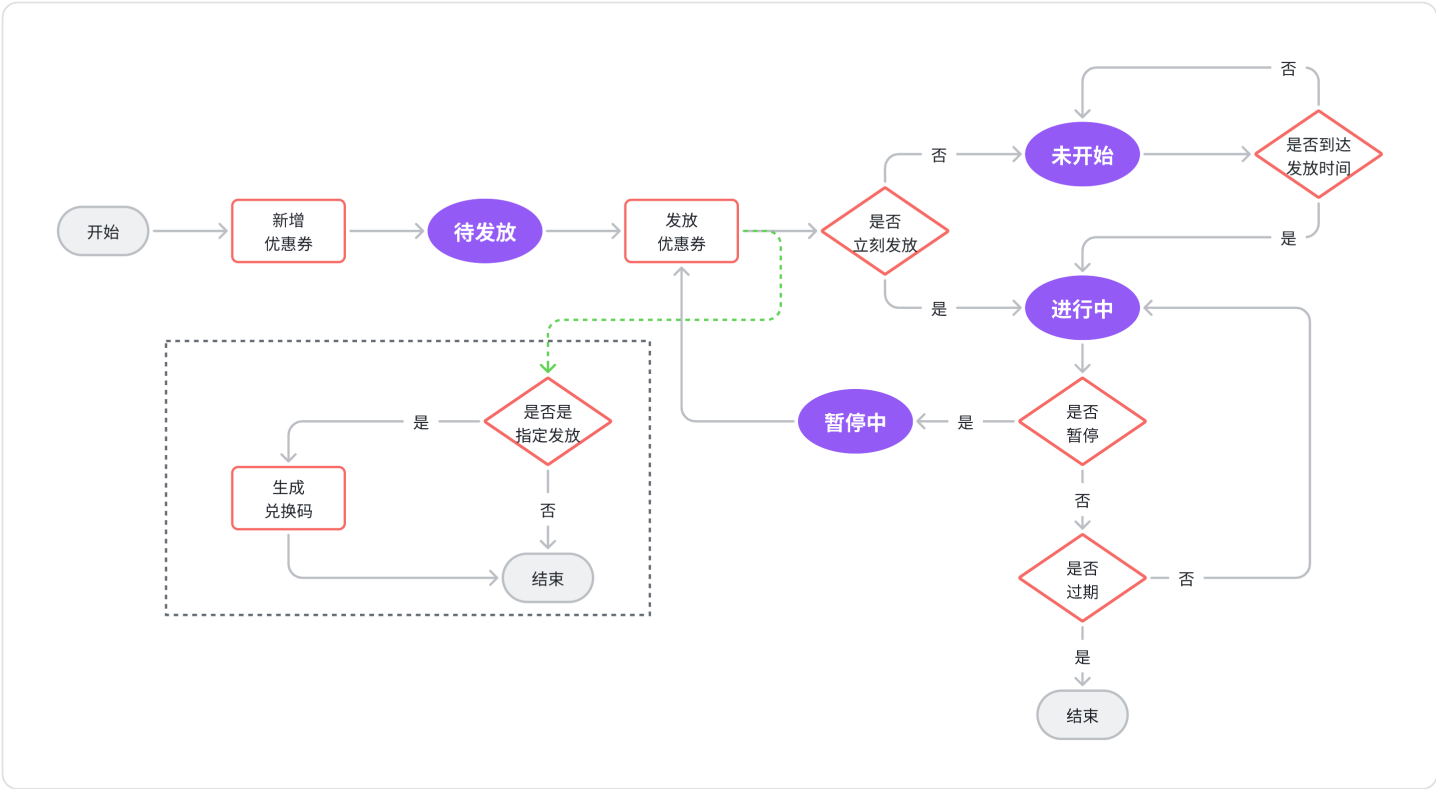 否
未开始
是否到达
发放时间
否
是否
立刻发放
开始
新增
优惠券
待发放
发放
优惠券
是
是
进行中
是否是
指定发放
是
暂停中
是
是否
暂停
生成
兑换码
否
否
结束
是否
过期
否
是
结束